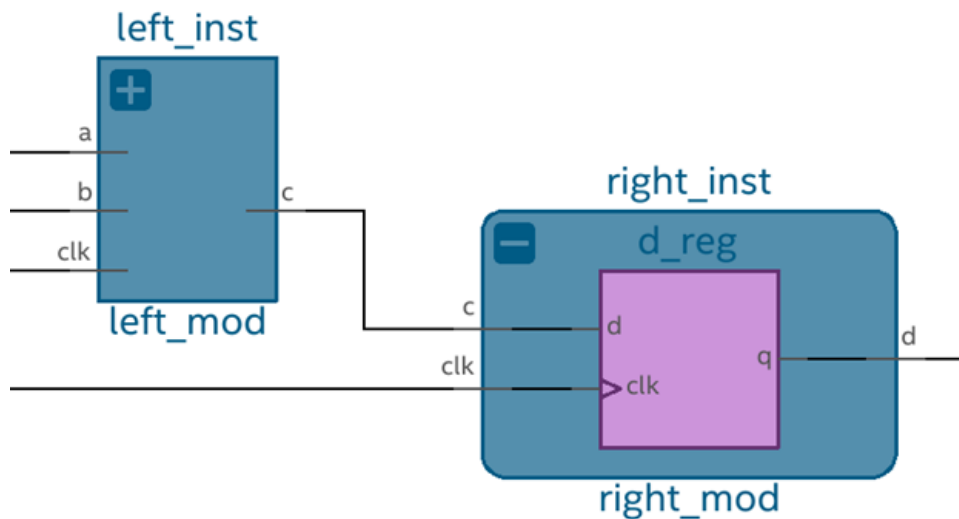 left_inst
a
b
c
clk
left_mod
right_inst
d_reg
c
d
d
q
clk
clk
right_mod